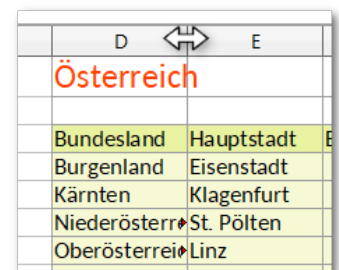 D E
Österreich
Bundesland Hauptstadt
Burgenland Eisenstadt
Kärnten Klagenfurt
Niederösterr St. Pölten
Oberösterrei Linz